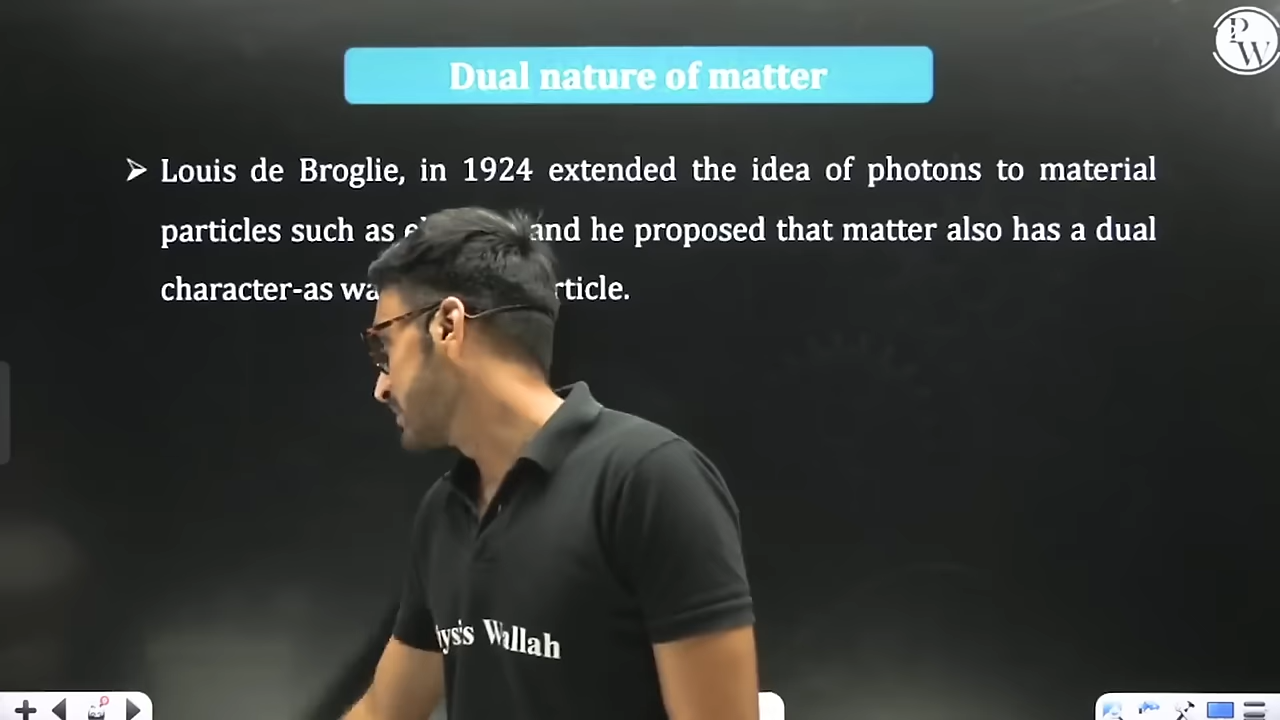 PW
Dual nature of matter
➢ Louis de Broglie, in 1924 extended the idea of photons to material
particles such as and he proposed that matter also has a dual
character-as
Wallah